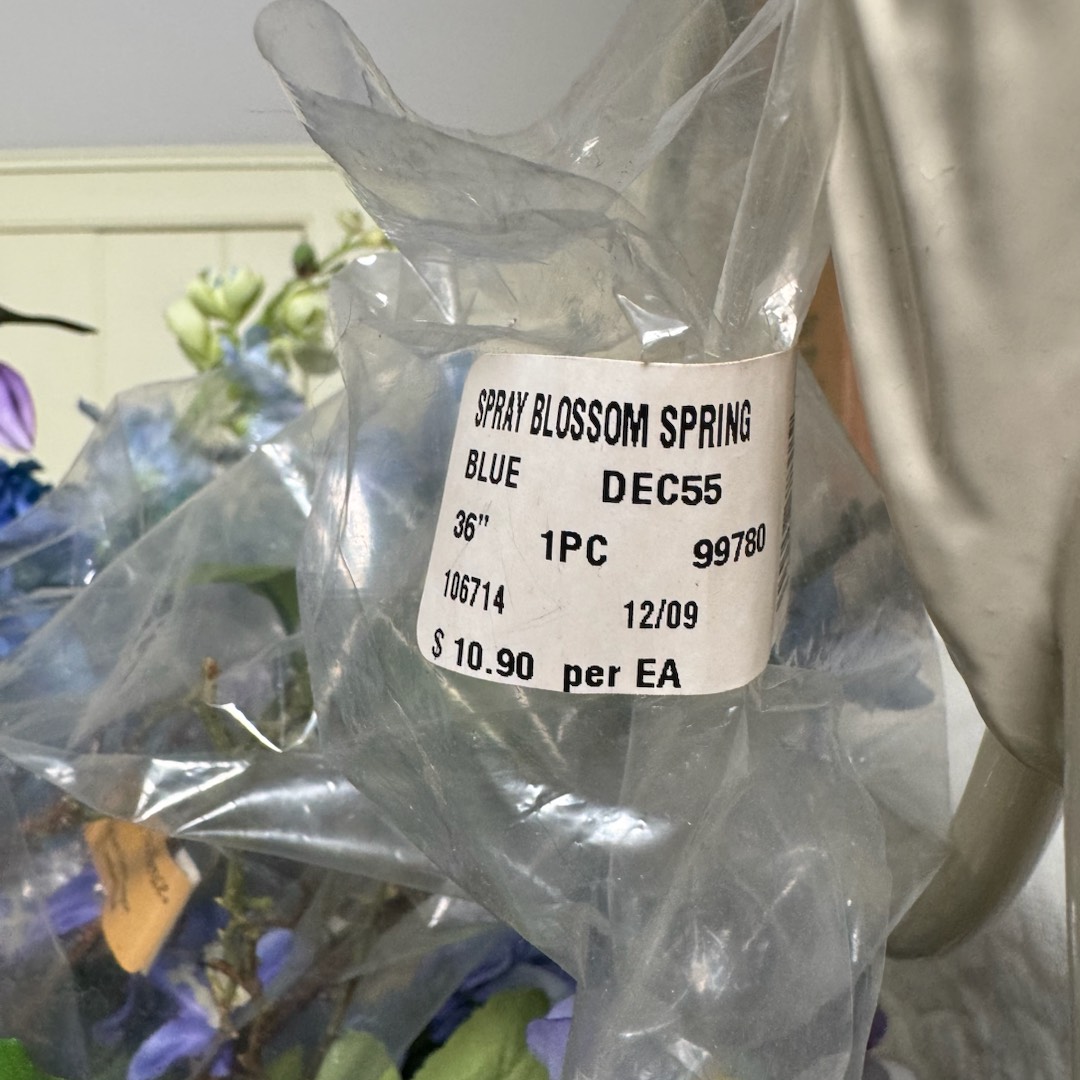 SPRAY BLOSSOM SPRING
BLUE DEC55
36" 1PC 99780
106714 12/09
$ 10.90 per EA